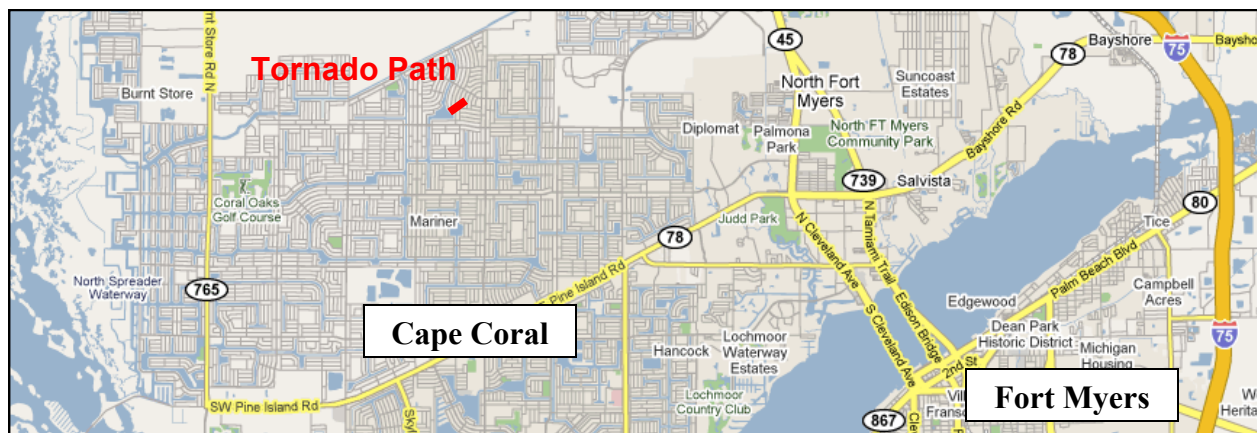 Tornado Path
Burnt Store
nt Store Rd N
Coral Oaks
Golf Course
Mariner
North Spreader
Waterway
765
SW Pine Island Rd
Pine Island Rd
78
Cape Coral
45
North Fort
Myers
Suncoast
Estates
Bayshore
78
75
Diplomat
Palmona
Park
North FT Myers
Community Park
Bayshore Rd
739
Salvista
Judd Park
N Cleveland Ave
N Tamiami Trail
Edison Bridge
S Cleveland Ave
Tice
80
Palm Beach Blvd
Campbell
Acres
Edgewood
Dean Park
Historic District
Michigan
Housing
75
Hancock
Lochmoor
Waterway
Estates
Lochmoor
Country Club
2nd St
Fort Myers
867